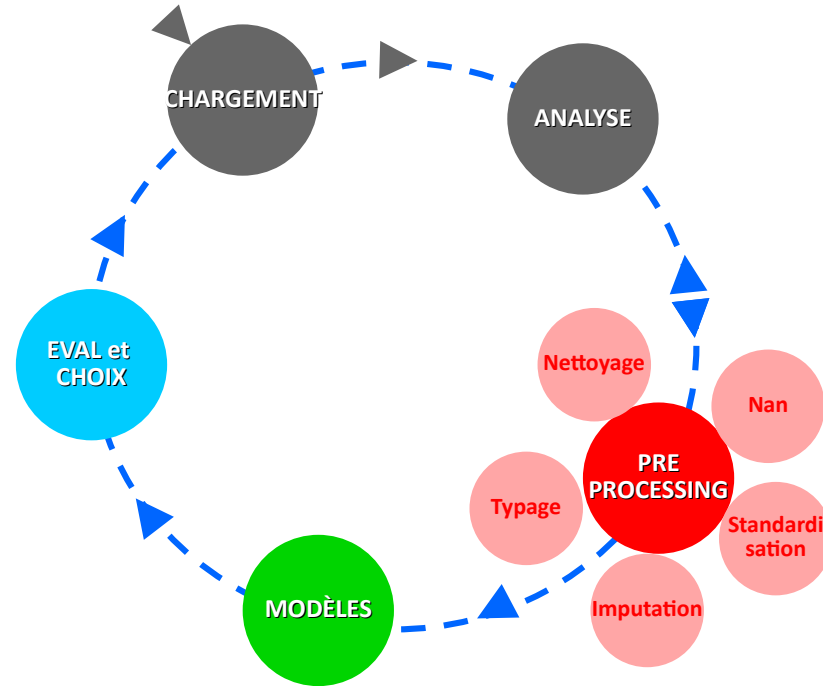 CHARGEMENT
ANALYSE
EVAL et
CHOIX
Nettoyage
Nan
PRE
PROCESSING
Typage
Standardi
sation
Imputation
MODÈLES